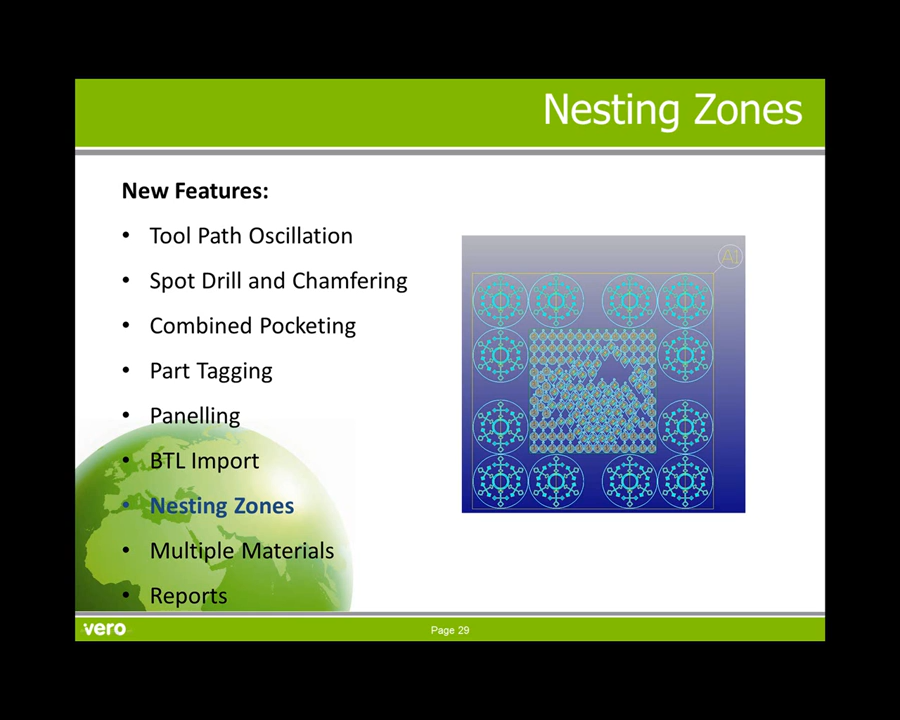 Nesting Zones
New Features:
• Tool Path Oscillation
• Spot Drill and Chamfering
• Combined Pocketing
• Part Tagging
• Panelling
• BTL Import
• Nesting Zones
• Multiple Materials
• Reports
vero
Page 29